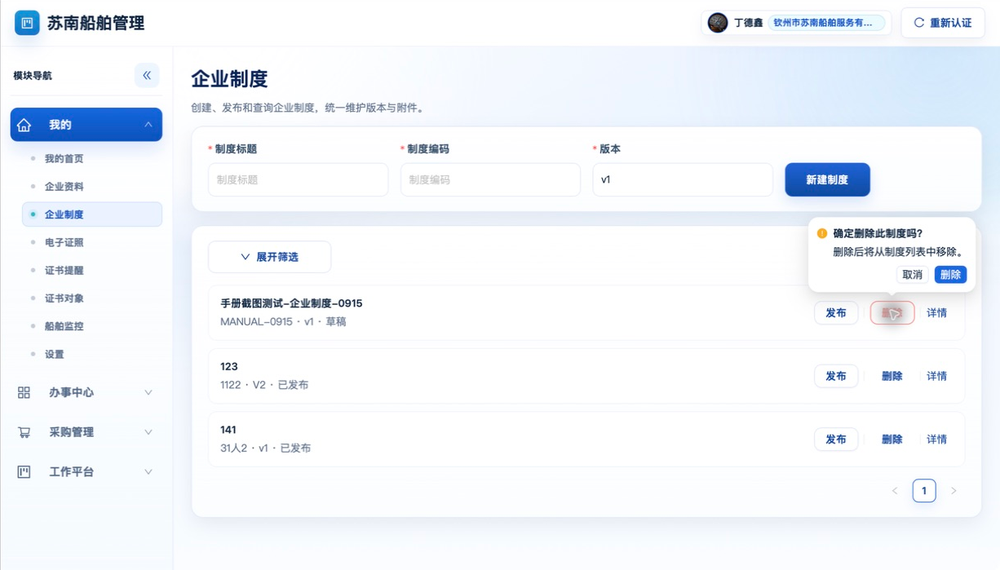 苏南船舶管理
丁德鑫 钦州市苏南船舶服务有... 重新认证
模块导航
我的
我的首页
企业资料
企业制度
电子证照
证书提醒
证书对象
船舶监控
设置
办事中心
采购管理
工作平台
企业制度
创建、发布和查询企业制度，统一维护版本与附件。
* 制度标题 * 制度编码 * 版本
制度标题 制度编码 v1 新建制度
确定删除此制度吗?
删除后将从制度列表中移除。
取消 删除
展开筛选
手册截图测试-企业制度-0915
MANUAL-0915 · v1 · 草稿
发布 详情
123
1122 · V2 · 已发布
发布 删除 详情
141
31人2 · v1 · 已发布
发布 删除 详情
< 1 >